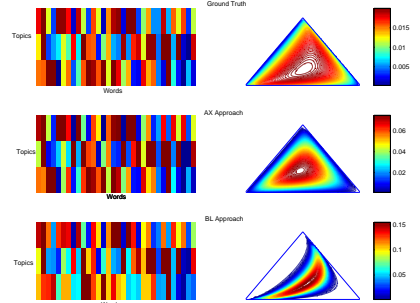 Ground Truth
Topics
Words
0.015
0.01
0.005
AX Approach
Topics
Words
0.06
0.04
0.02
BL Approach
Topics
0.15
0.1
0.05